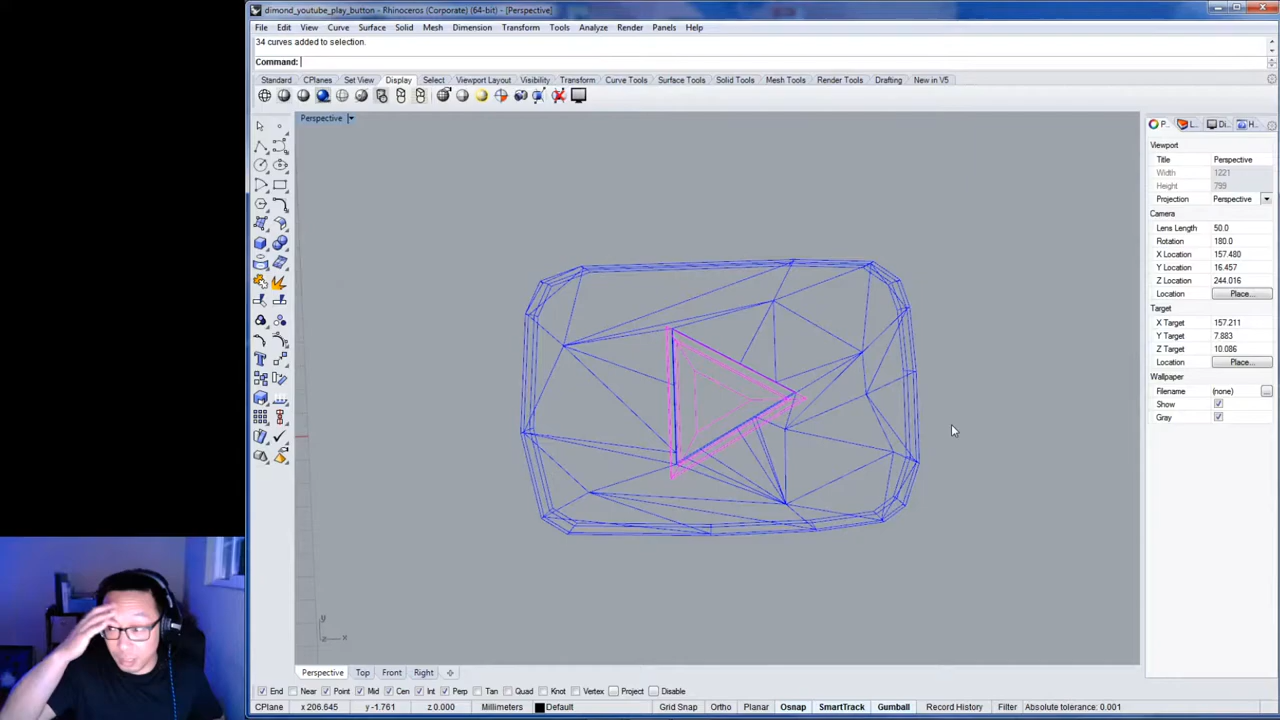 dimond_youtube_play_button - Rhinoceros (Corporate) (64-bit) - [Perspective]
File Edit View Curve Surface Solid Mesh Dimension Transform Tools Analyze Render Panels Help
34 curves added to selection.
Command:
Standard CPlanes Set View Display Select Viewport Layout Visibility Transform Curve Tools Surface Tools Solid Tools Mesh Tools Render Tools Drafting New in V5
Perspective
P... L... Di... H...
Viewport
Title Perspective
Width 1221
Height 799
Projection Perspective
Camera
Lens Length 50.0
Rotation 180.0
X Location 157.480
Y Location 16.457
Z Location 244.016
Location Place...
Target
X Target 157.211
Y Target 7.883
Z Target 10.086
Location Place...
Wallpaper
Filename (none) ...
Show
Gray
y
x
Perspective Top Front Right
End Near Point Mid Cen Int Perp Tan Quad Knot Vertex Project Disable
CPlane x 206.645 y -1.761 z 0.000 Millimeters Default Grid Snap Ortho Planar Osnap SmartTrack Gumball Record History Filter Absolute tolerance: 0.001